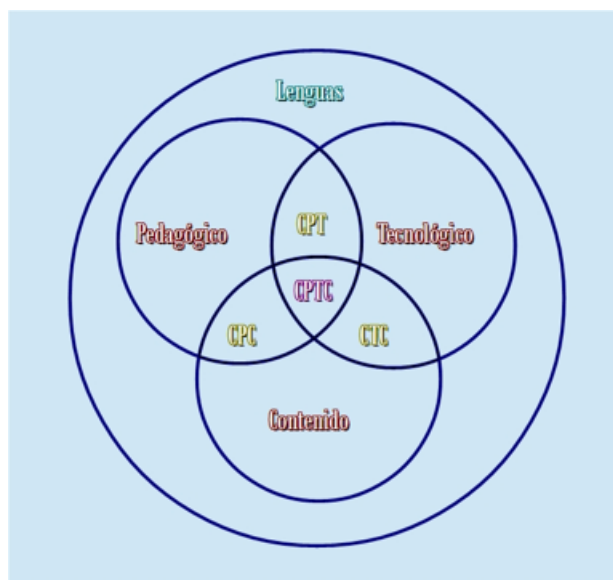 Lenguas
Pedagógico
CPT
Tecnológico
CPTC
CPC
CTC
Contenido